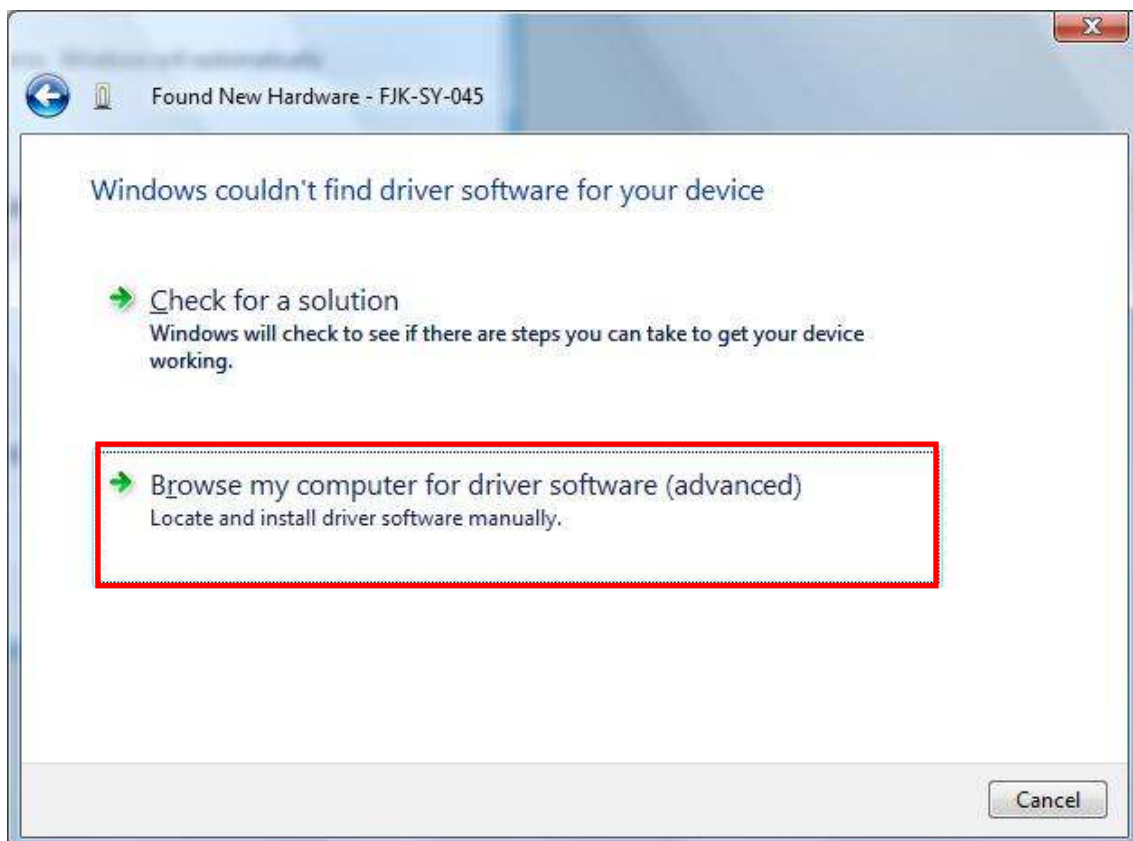 Found New Hardware - FJK-SY-045
Windows couldn't find driver software for your device
Check for a solution
Windows will check to see if there are steps you can take to get your device
working.
Browse my computer for driver software (advanced)
Locate and install driver software manually.
Cancel